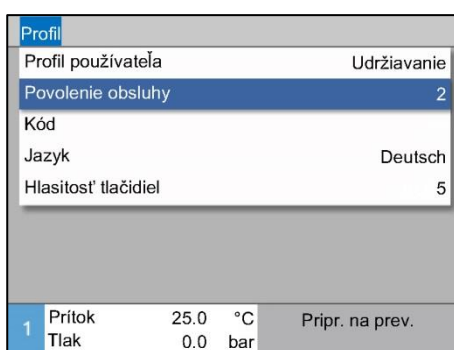 Profil
Profil používateľa Udržiavanie
Povolenie obsluhy 2
Kód
Jazyk Deutsch
Hlasitosť tlačidiel 5
1 Prítok 25.0 °C Pripr. na prev.
Tlak 0.0 bar